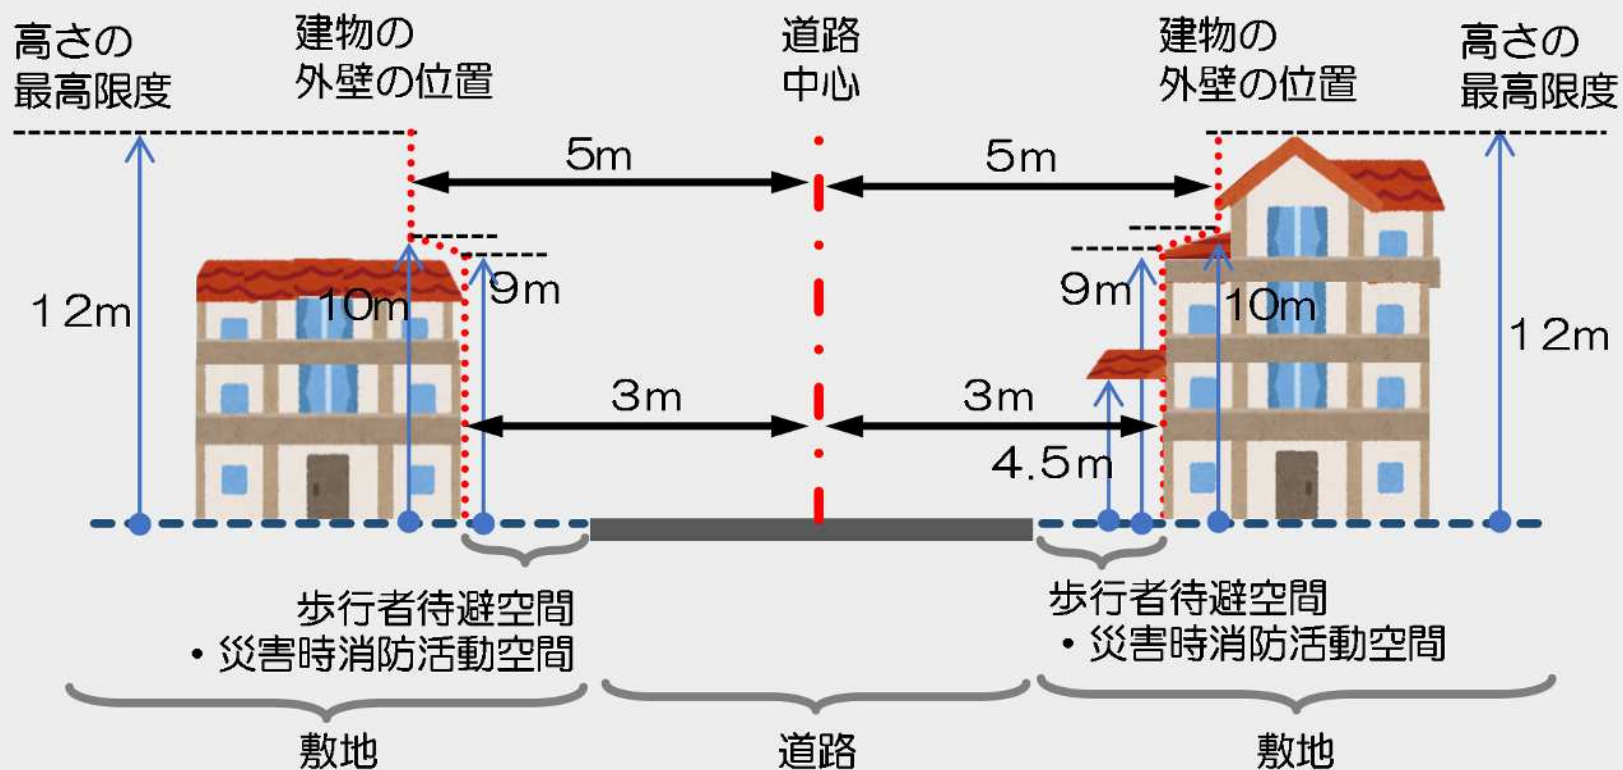 高さの
最高限度
建物の
外壁の位置
道路
中心
建物の
外壁の位置
高さの
最高限度
5m
5m
12m
10m
9m
9m
10m
12m
3m
3m
4.5m
歩行者待避空間
・災害時消防活動空間
歩行者待避空間
・災害時消防活動空間
敷地
道路
敷地